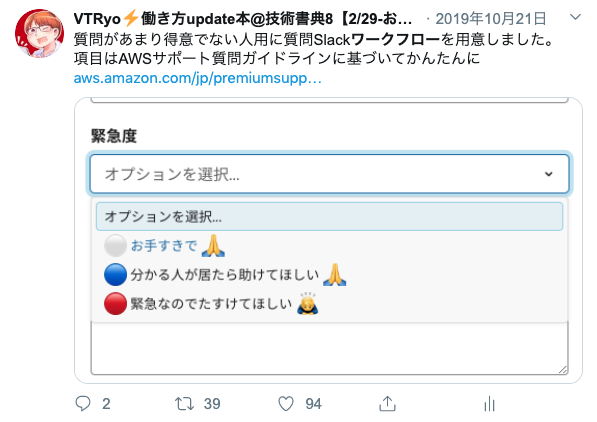 VTRyo⚡働き方update本@技術書典8【2/29-お… · 2019年10月21日
質問があまり得意でない人用に質問Slackワークフローを用意しました。
項目はAWSサポート質問ガイドラインに基づいてかんたんに
aws.amazon.com/jp/premiumsupp…
緊急度
オプションを選択...
オプションを選択...
⚪お手すきで🙏
🔵分かる人が居たら助けてほしい🙏
🔴緊急なのでたすけてほしい🙇
2 39 94